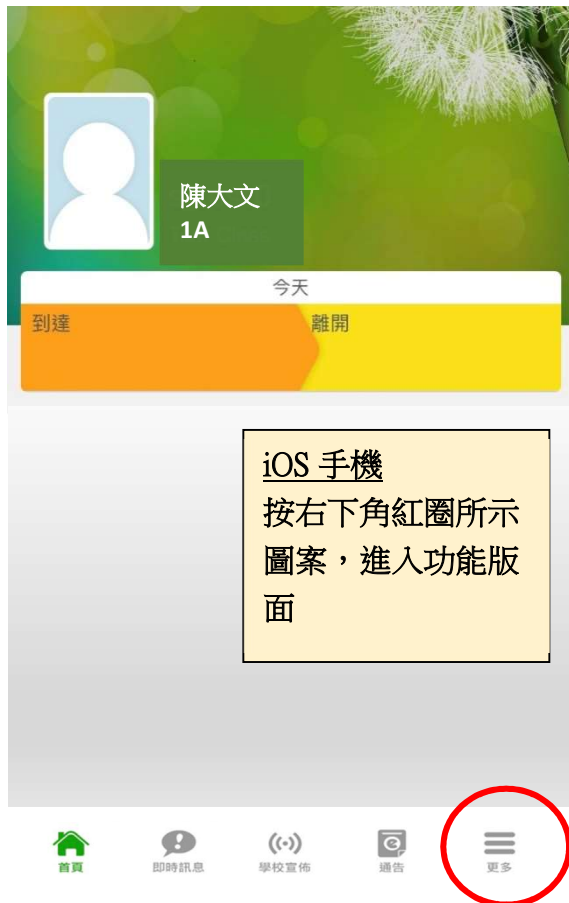 陳大文
1A
今天
到達
離開
iOS 手機
按右下角紅圈所示
圖案，進入功能版
面
首頁
即時訊息
學校宣佈
通告
更多